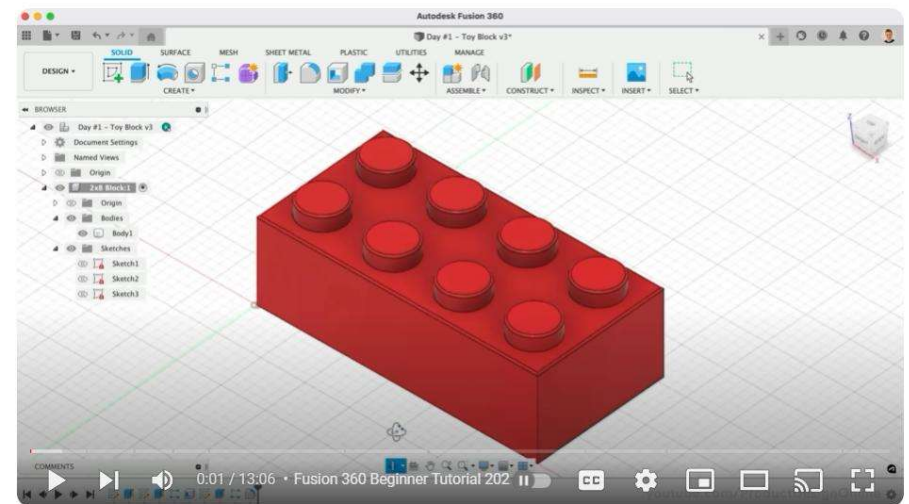 Autodesk Fusion 360
Day #1 - Toy Block v3*
DESIGN
SOLID
SURFACE
MESH
SHEET METAL
PLASTIC
UTILITIES
MANAGE
CREATE
MODIFY
ASSEMBLE
CONSTRUCT
INSPECT
INSERT
SELECT
BROWSER
Day #1 - Toy Block v3
Document Settings
Named Views
Origin
2x8 Block:1
Origin
Bodies
Body1
Sketches
Sketch1
Sketch2
Sketch3
COMMENTS
0:01 / 13:06 • Fusion 360 Beginner Tutorial 202
CC